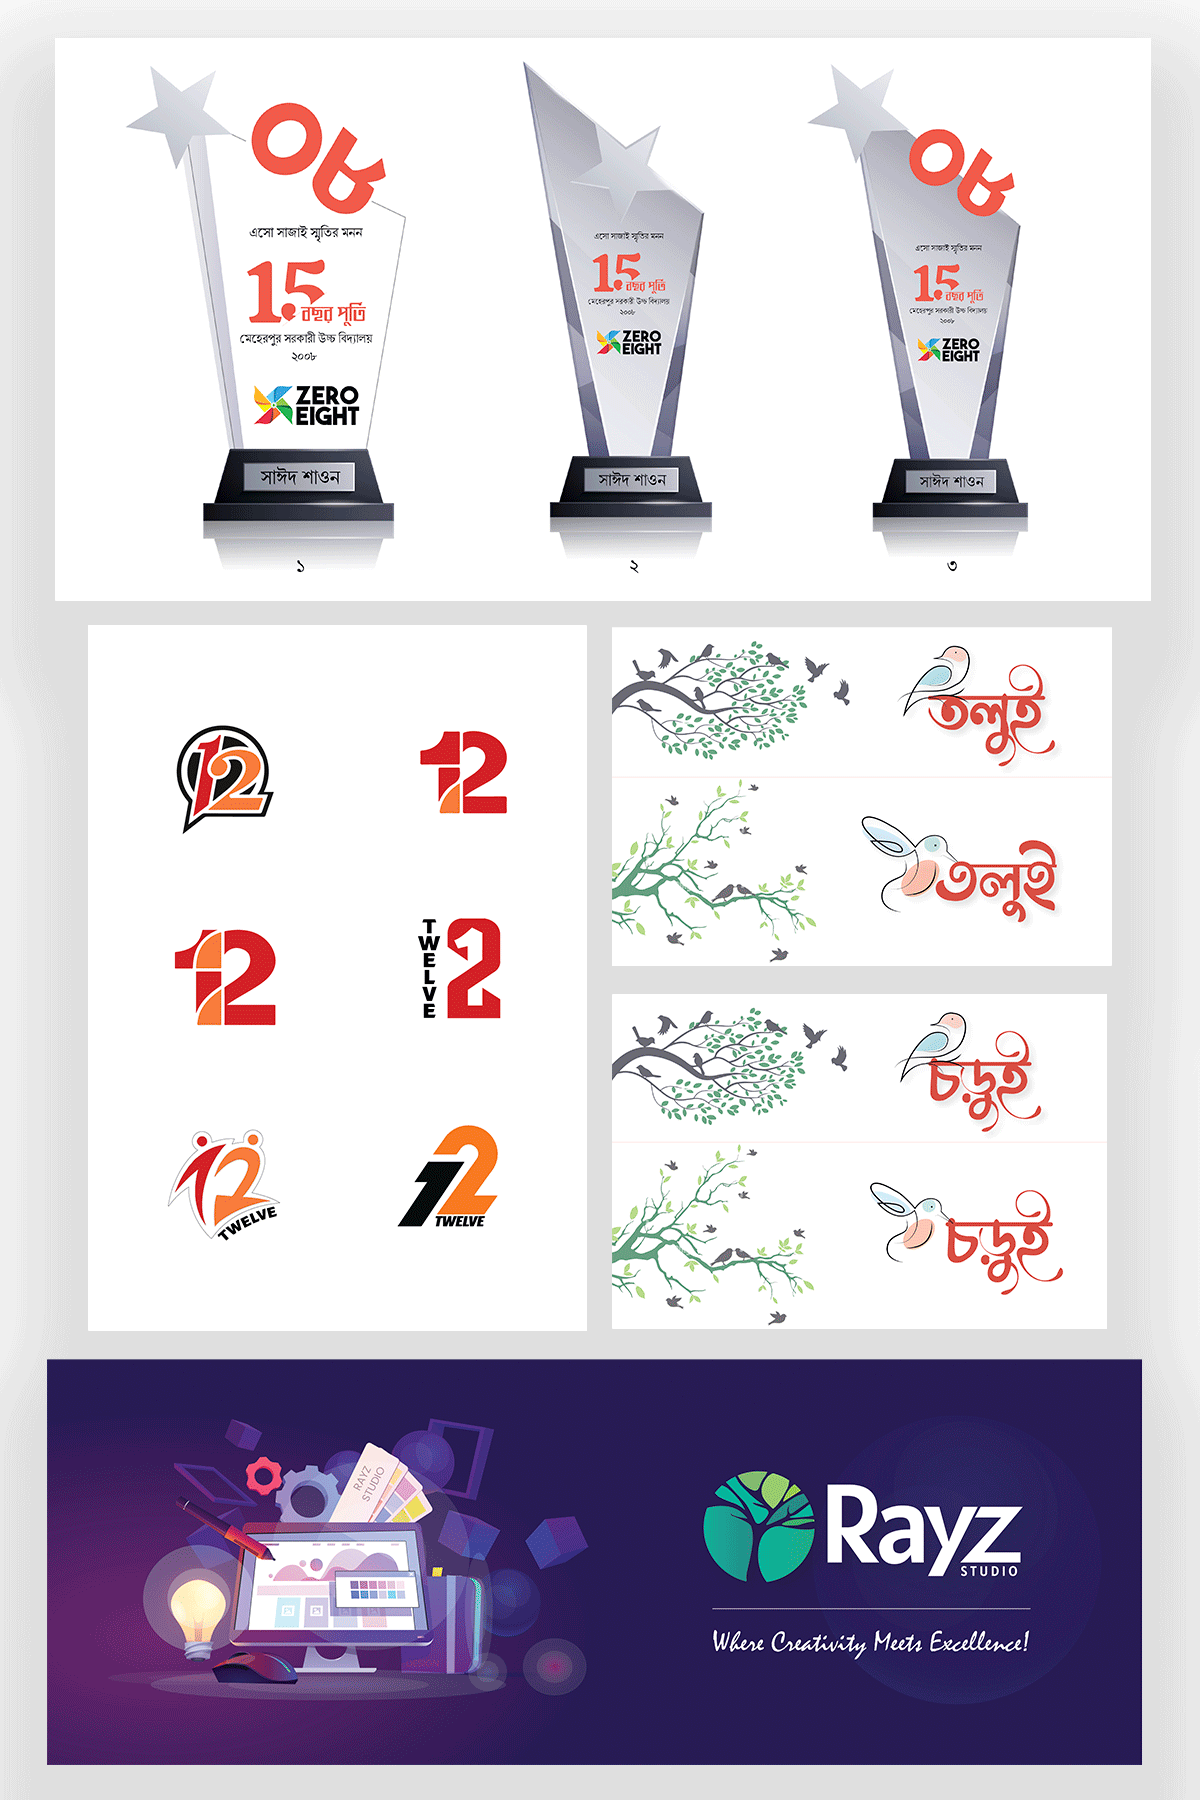 ০৮
এসো সাজাই স্মৃতির মনন
15 বছর পূর্তি
মেহেরপুর সরকারী উচ্চ বিদ্যালয়
২০০৮
ZERO
EIGHT
সাঈদ শাওন
১
এসো সাজাই স্মৃতির মনন
15 বছর পূর্তি
মেহেরপুর সরকারী উচ্চ বিদ্যালয়
২০০৮
ZERO
EIGHT
সাঈদ শাওন
২
০৮
এসো সাজাই স্মৃতির মনন
15 বছর পূর্তি
মেহেরপুর সরকারী উচ্চ বিদ্যালয়
২০০৮
ZERO
EIGHT
সাঈদ শাওন
৩
12
12
12
TWELVE
12
12
TWELVE
12
TWELVE
তলুই
তলুই
চড়ুই
চড়ুই
RAYZ
STUDIO
Rayz
STUDIO
Where Creativity Meets Excellence!